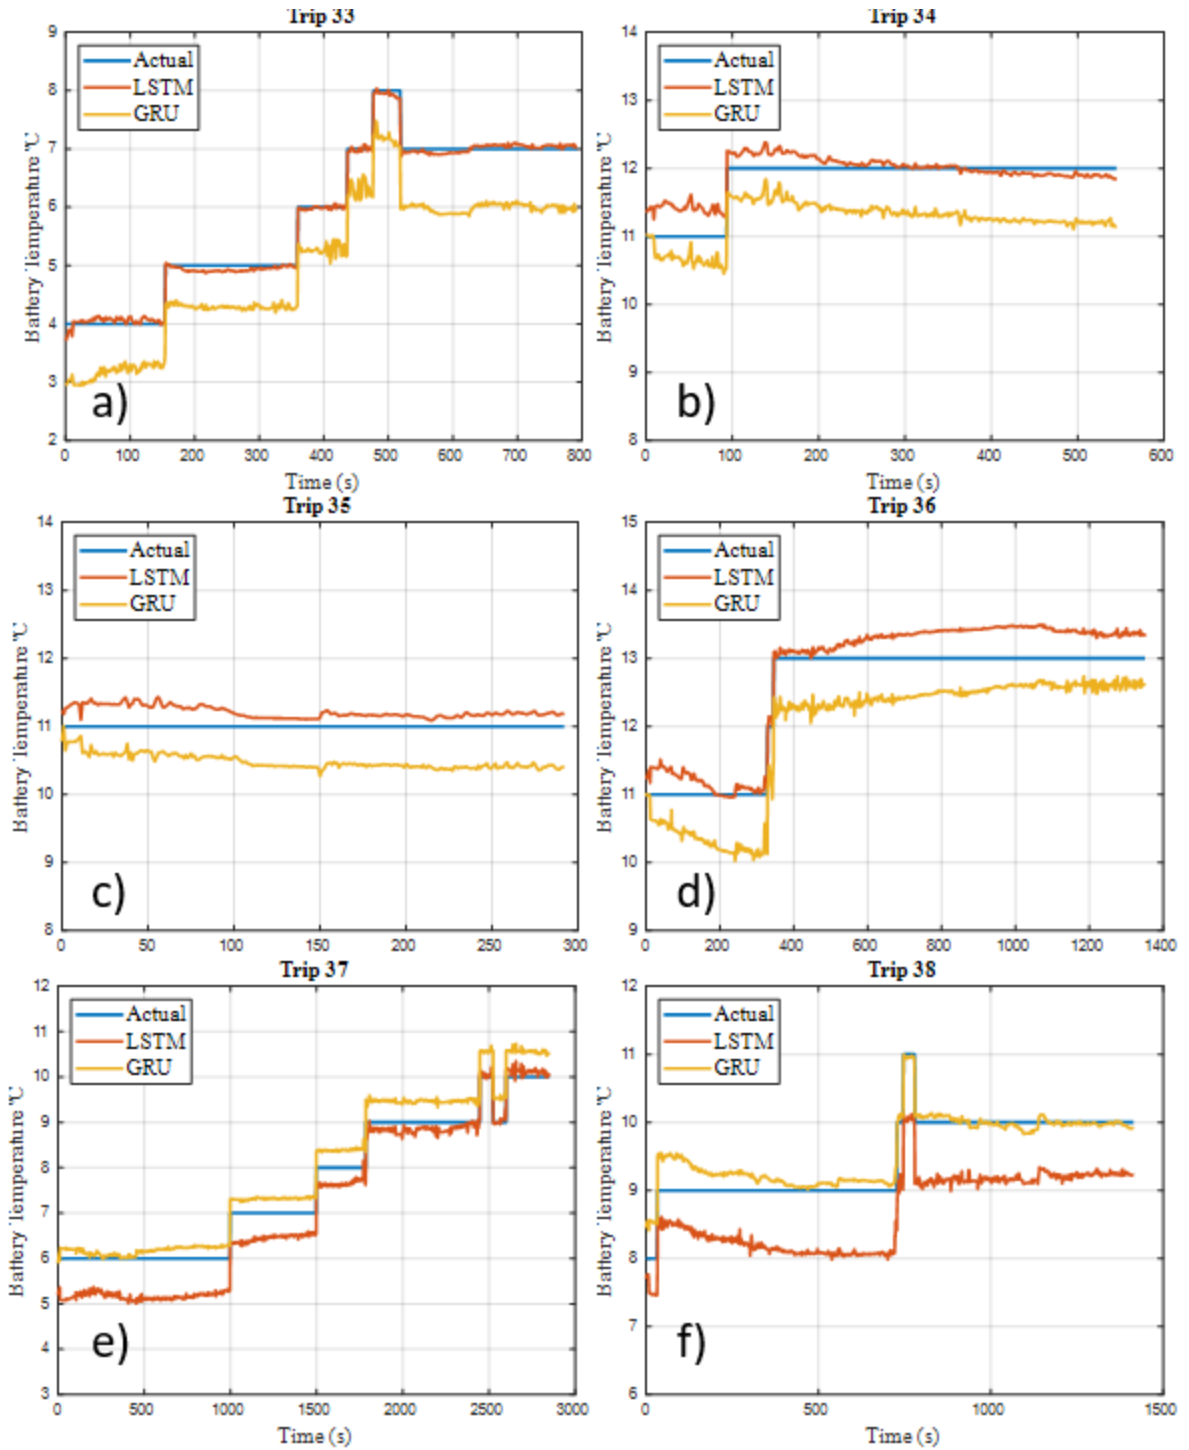 Trip 33
9
8
7
6
5
4
3
2
Battery Temperature °C
Actual
LSTM
GRU
a)
0 100 200 300 400 500 600 700 800
Time (s)
Trip 34
14
13
12
11
10
9
8
Battery Temperature °C
Actual
LSTM
GRU
b)
0 100 200 300 400 500 600
Time (s)
Trip 35
14
13
12
11
10
9
8
Battery Temperature °C
Actual
LSTM
GRU
c)
0 50 100 150 200 250 300
Trip 36
15
14
13
12
11
10
9
Battery Temperature °C
Actual
LSTM
GRU
d)
0 200 400 600 800 1000 1200 1400
Trip 37
12
11
10
9
8
7
6
5
4
3
Battery Temperature °C
Actual
LSTM
GRU
e)
0 500 1000 1500 2000 2500 3000
Time (s)
Trip 38
12
11
10
9
8
7
6
Battery Temperature °C
Actual
LSTM
GRU
f)
0 500 1000 1500
Time (s)